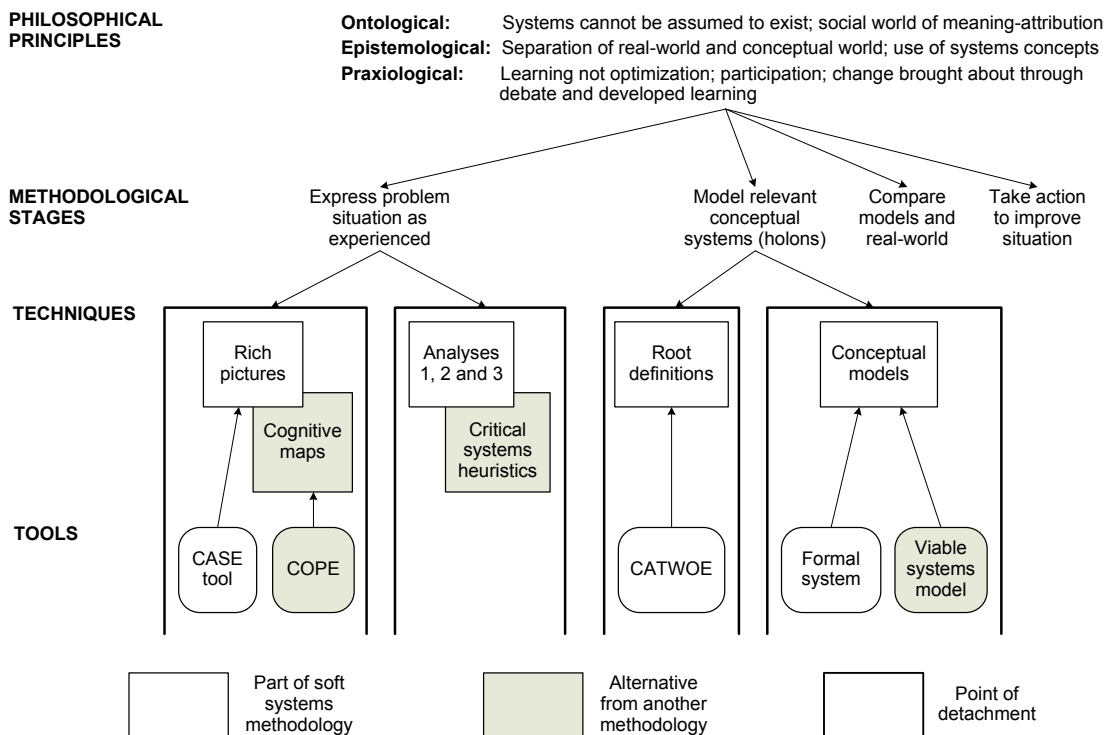 PHILOSOPHICAL
PRINCIPLES
Ontological: Systems cannot be assumed to exist; social world of meaning-attribution
Epistemological: Separation of real-world and conceptual world; use of systems concepts
Praxiological: Learning not optimization; participation; change brought about through
debate and developed learning
METHODOLOGICAL
STAGES
Express problem
situation as
experienced
Model relevant
conceptual
systems (holons)
Compare
models and
real-world
Take action
to improve
situation
TECHNIQUES
Rich
pictures
Cognitive
maps
Analyses
1, 2 and 3
Critical
systems
heuristics
Root
definitions
Conceptual
models
TOOLS
CASE
tool
COPE
CATWOE
Formal
system
Viable
systems
model
Part of soft
systems
methodology
Alternative
from another
methodology
Point of
detachment